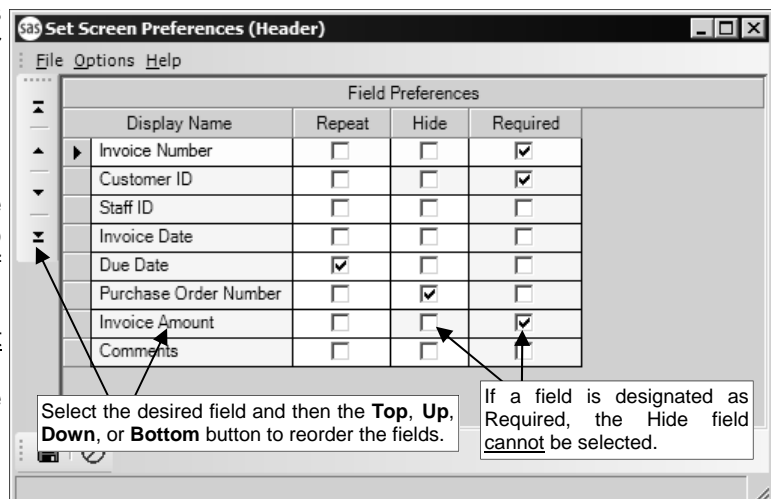 sas Set Screen Preferences (Header)
File Options Help
Field Preferences
Display Name Repeat Hide Required
Invoice Number
Customer ID
Staff ID
Invoice Date
Due Date
Purchase Order Number
Invoice Amount
Comments
Select the desired field and then the Top, Up,
Down, or Bottom button to reorder the fields.
If a field is designated as
Required, the Hide field
cannot be selected.